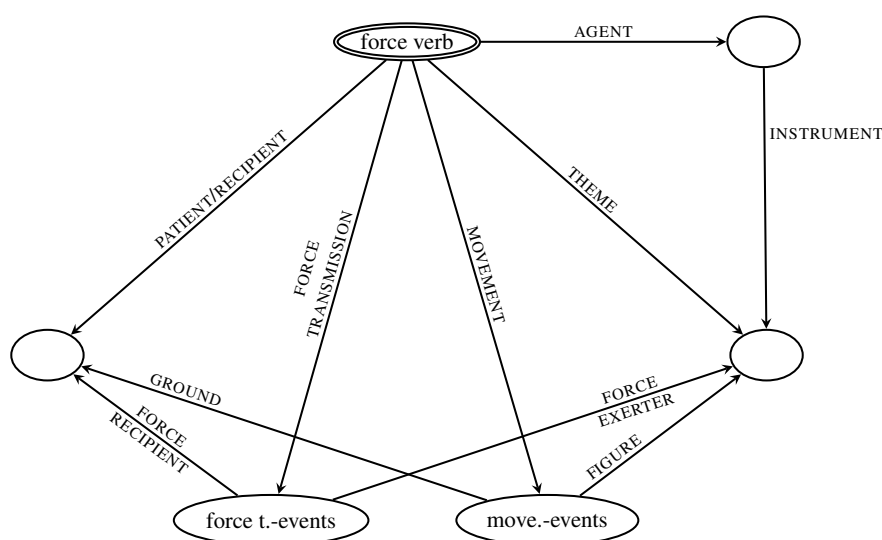 force verb
AGENT
INSTRUMENT
PATIENT/RECIPIENT
FORCE
TRANSMISSION
MOVEMENT
THEME
GROUND
FORCE
RECIPIENT
FORCE
EXERTER
FIGURE
force t.-events
move.-events